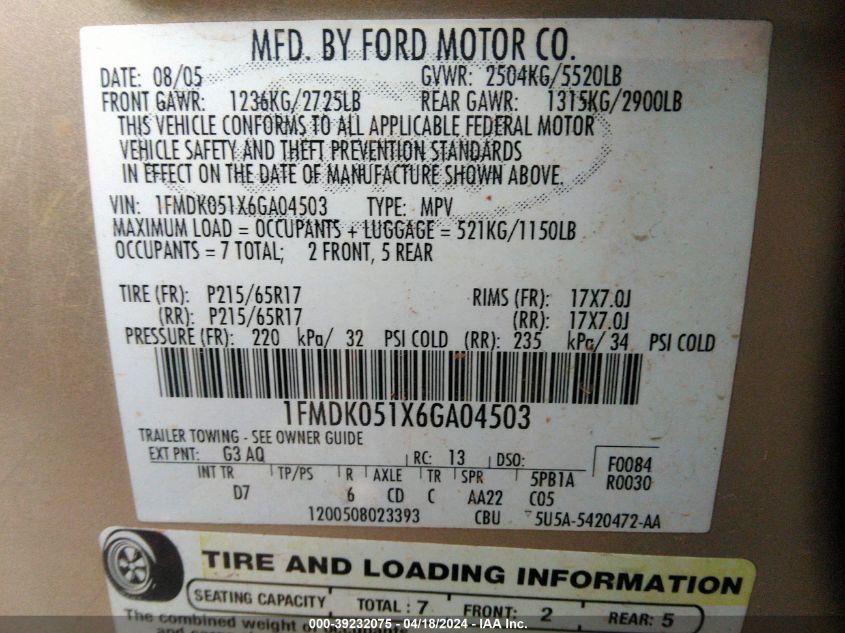 MFD. BY FORD MOTOR CO.
DATE: 08/05 GVWR: 2504KG/5520LB
FRONT GAWR: 1236KG/2725LB REAR GAWR: 1315KG/2900LB
THIS VEHICLE CONFORMS TO ALL APPLICABLE FEDERAL MOTOR
VEHICLE SAFETY AND THEFT PREVENTION STANDARDS
IN EFFECT ON THE DATE OF MANUFACTURE SHOWN ABOVE.
VIN: 1FMDK051X6GA04503 TYPE: MPV
MAXIMUM LOAD = OCCUPANTS + LUGGAGE = 521KG/1150LB
OCCUPANTS = 7 TOTAL; 2 FRONT, 5 REAR
TIRE (FR): P215/65R17 RIMS (FR): 17X7.0J
(RR): P215/65R17 (RR): 17X7.0J
PRESSURE (FR): 220 kPa/ 32 PSI COLD (RR): 235 kPa/ 34 PSI COLD
1FMDK051X6GA04503
TRAILER TOWING - SEE OWNER GUIDE
EXT PNT: G3 AQ RC: 13 DSO: F0084
INT TR TP/PS R AXLE TR SPR 5PB1A R0030
D7 6 CD C AA22 C05
1200508023393 CBU 5U5A-5420472-AA
TIRE AND LOADING INFORMATION
SEATING CAPACITY TOTAL : 7 FRONT: 2 REAR: 5
The combined weight of occupants
000-39232075 - 04/18/2024 - IAA Inc.